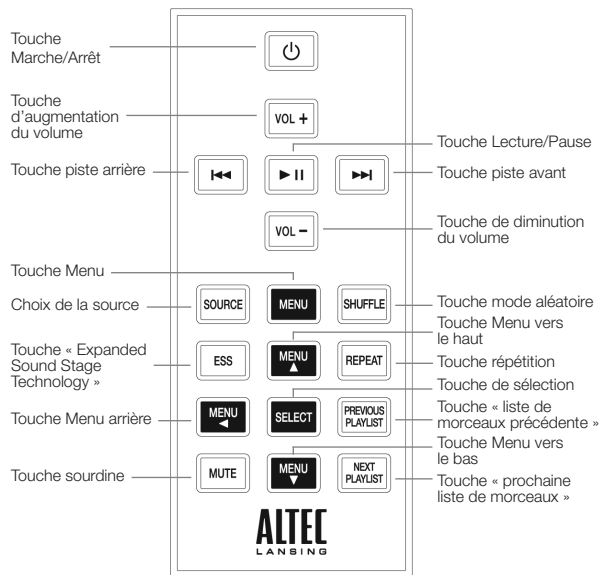 Touche
Marche/Arrêt
Touche
d'augmentation
du volume
VOL +
Touche Lecture/Pause
Touche piste arrière
Touche piste avant
VOL –
Touche de diminution
du volume
Touche Menu
Choix de la source
SOURCE
MENU
SHUFFLE
Touche mode aléatoire
Touche Menu vers
le haut
Touche « Expanded
Sound Stage
Technology »
ESS
MENU
REPEAT
Touche répétition
Touche de sélection
Touche Menu arrière
MENU
SELECT
PREVIOUS
PLAYLIST
Touche « liste de
morceaux précédente »
Touche Menu vers
le bas
Touche sourdine
MUTE
MENU
NEXT
PLAYLIST
Touche « prochaine
liste de morceaux »
ALTEC
LANSING